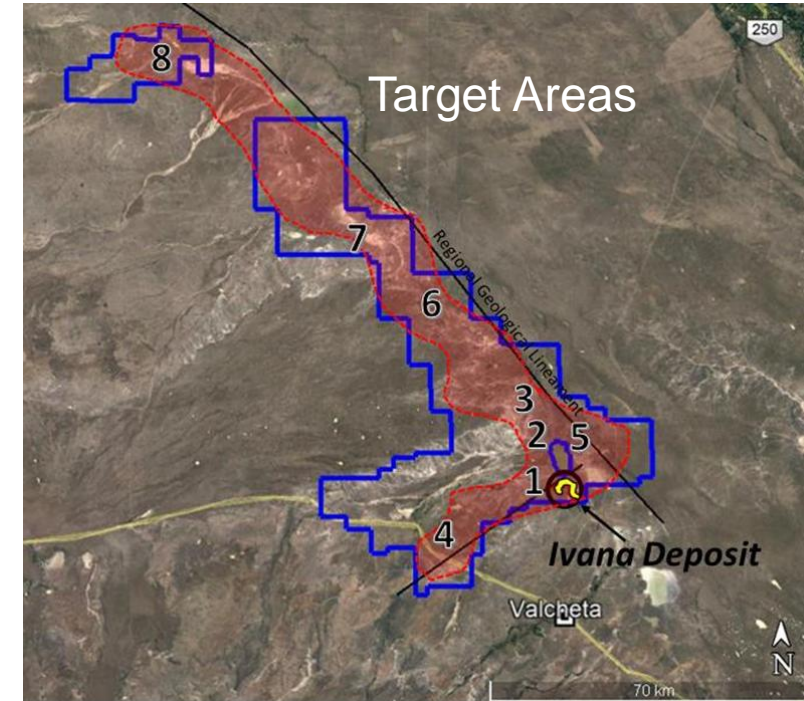 250
8
Target Areas
7
Regional Geological Lineament
6
3
2
5
1
4
Ivana Deposit
Valcheta
N
70 km